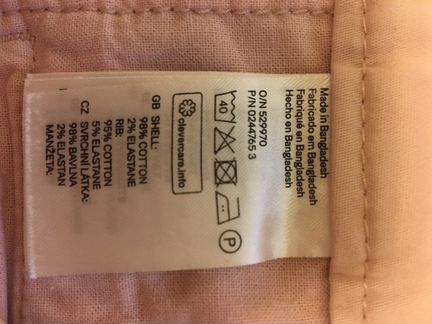 Made in Bangladesh
Fabricado em Bangladesh
Fabriqué en Bangladesh
Hecho en Bangladesh
O/N 529970
P/N 0244765 3
40
P
clevercare.info
GB SHELL:
98% COTTON
2% ELASTANE
RIB:
95% COTTON
5% ELASTANE
CZ SVRCHNÍ LÁTKA:
98% BAVLNA
2% ELASTAN
MANŽETA: